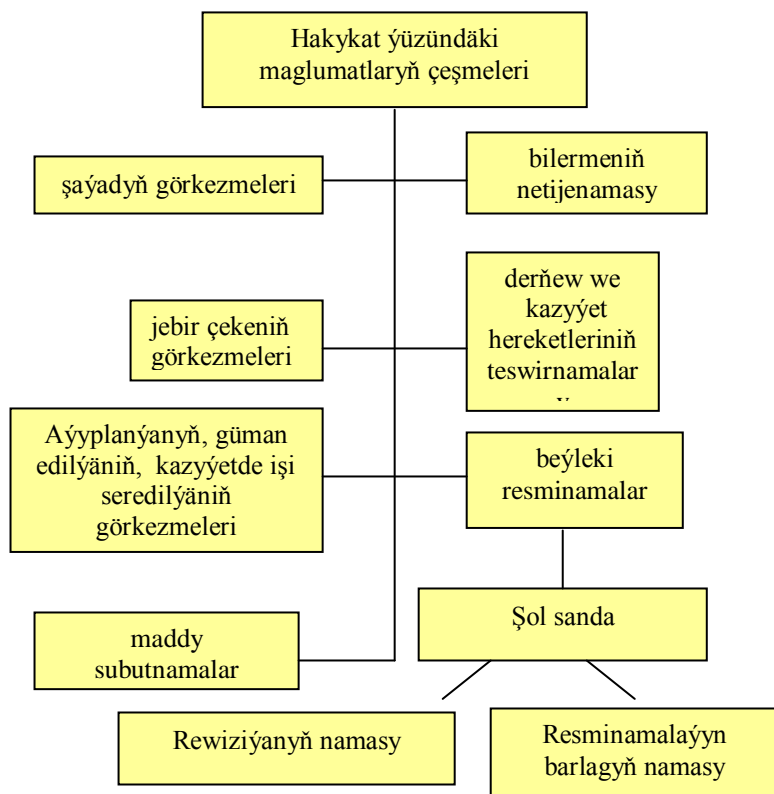 Hakykat ýüzündäki
maglumatlaryň çeşmeleri
şaýadyň görkezmeleri
bilermeniň
netijenamasy
jebir çekeniň
görkezmeleri
derňew we
kazyýet
hereketleriniň
teswirnamalar
Aýyplanýanyň, güman
edilýäniň, kazyýetde işi
seredilýäniň
görkezmeleri
beýleki
resminamalar
maddy
subutnamalar
Şol sanda
Rewiziýanyň namasy
Resminamalaýyn
barlagyň namasy